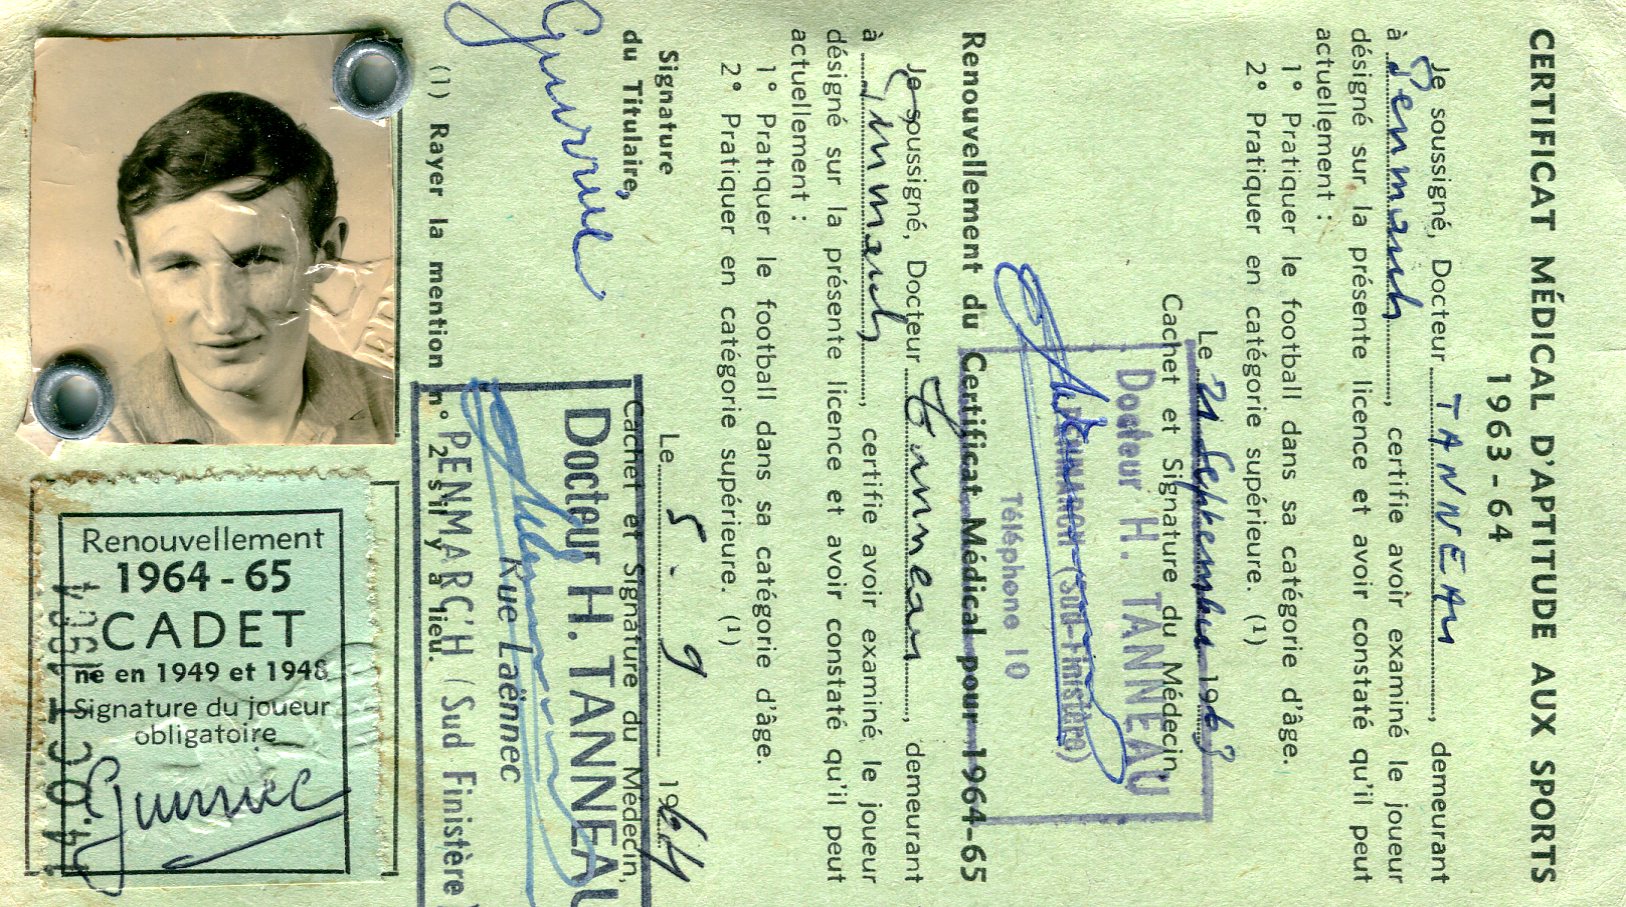 CERTIFICAT MÉDICAL D'APTITUDE AUX SPORTS
1963-64
Je soussigné, Docteur TANNEAU, demeurant
à Penmarch, certifie avoir examiné le joueur
désigné sur la présente licence et avoir constaté qu'il peut
actuellement :
1° Pratiquer le football dans sa catégorie d'âge.
2° Pratiquer en catégorie supérieure. (1)
Le 21 Septembre 1963
Cachet et Signature du Médecin,
Docteur H. TANNEAU
PENMARCH (Sud-Finistère)
Téléphone 10
Renouvellement du Certificat Médical pour 1964-65
Je soussigné, Docteur Tanneau, demeurant
à Penmarch, certifie avoir examiné le joueur
désigné sur la présente licence et avoir constaté qu'il peut
actuellement :
1° Pratiquer le football dans sa catégorie d'âge.
2° Pratiquer en catégorie supérieure. (1)
Le 5. 9 1964
Signature
du Titulaire,
Cachet et Signature du Médecin,
Docteur H. TANNEAU
Rue Laënnec
PENMARC'H (Sud Finistère)
(1) Rayer la mention n° 2 s'il y a lieu.
Renouvellement
1964-65
CADET
né en 1949 et 1948
Signature du joueur
obligatoire